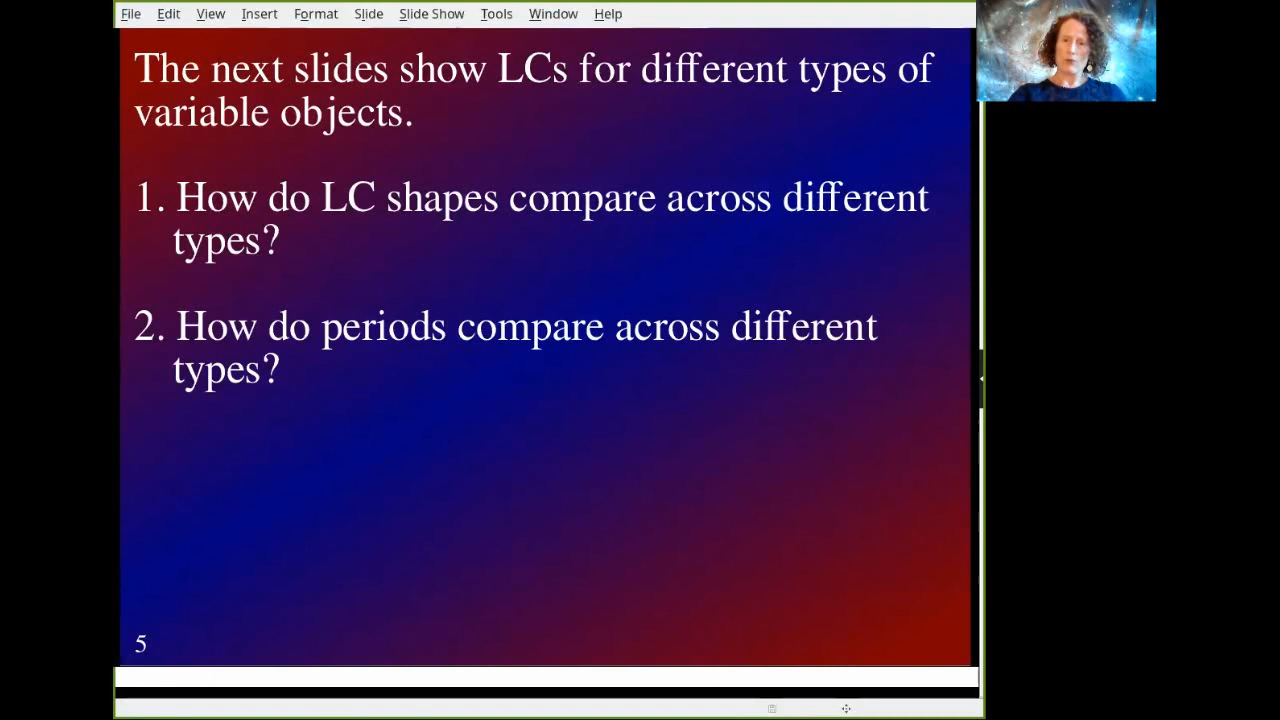 File Edit View Insert Format Slide Slide Show Tools Window Help
The next slides show LCs for different types of
variable objects.
1. How do LC shapes compare across different
types?
2. How do periods compare across different
types?
5